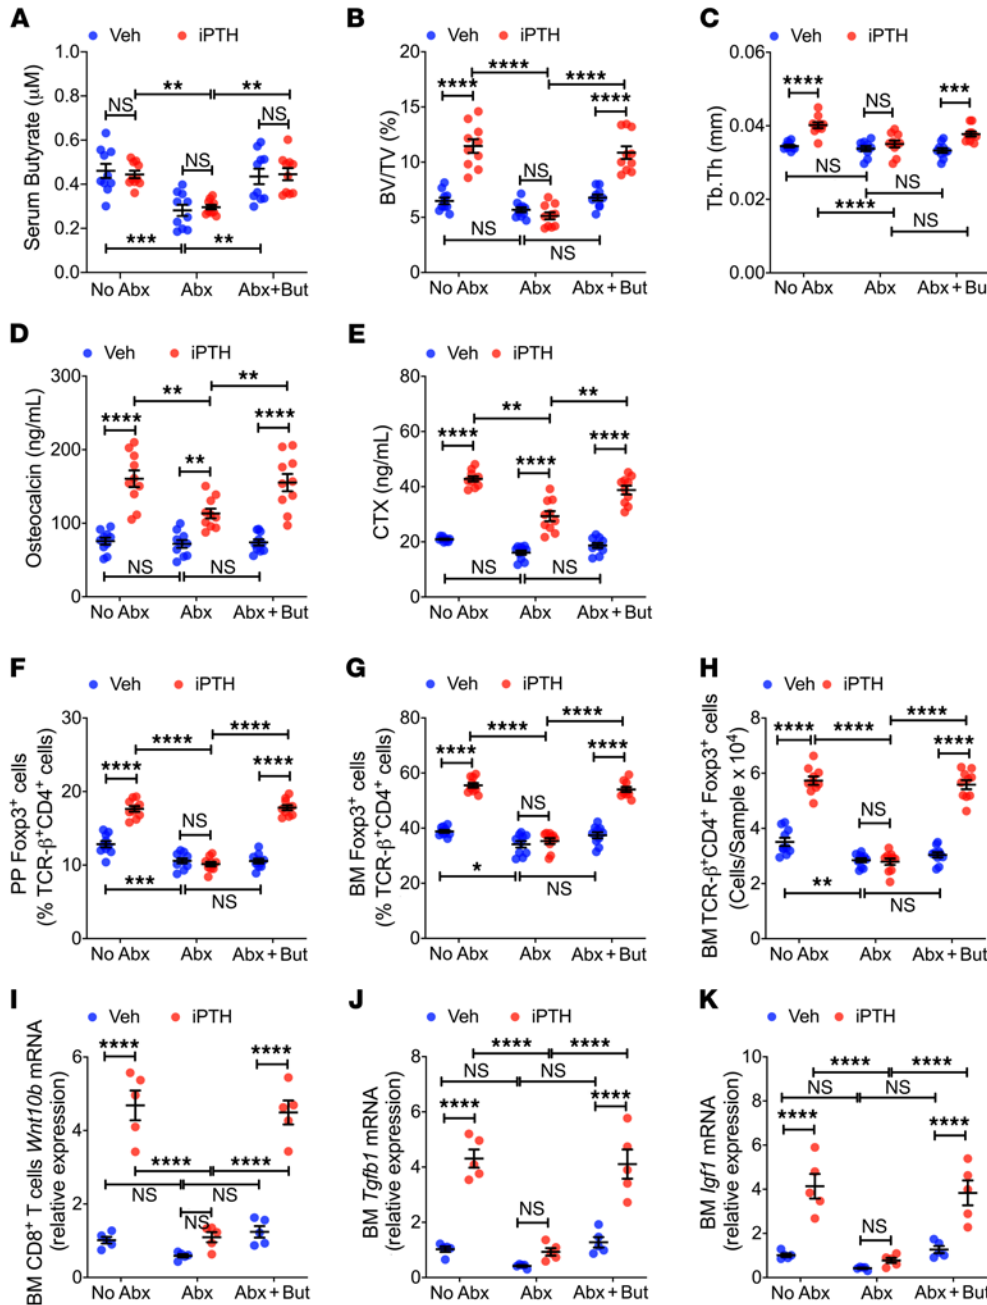 A
Veh iPTH
Serum Butyrate (μM)
1.0
0.8
0.6
0.4
0.2
0.0
** **
NS NS
NS
*** **
No Abx Abx Abx+But
B
Veh iPTH
BV/TV (%)
20
15
10
5
0
**** ****
**** ****
NS
NS NS
No Abx Abx Abx+But
C
Veh iPTH
Tb.Th (mm)
0.06
0.04
0.02
0.00
**** NS ***
NS NS
**** NS
No Abx Abx Abx+But
D
Veh iPTH
Osteocalcin (ng/mL)
300
200
100
0
** **
**** ** ****
NS NS
No Abx Abx Abx + But
E
Veh iPTH
CTX (ng/mL)
80
60
40
20
0
** **
**** **** ****
NS NS
No Abx Abx Abx + But
F
Veh iPTH
PP Foxp3+ cells
(% TCR-β+CD4+ cells)
30
20
10
0
**** ****
**** NS ****
*** NS
No Abx Abx Abx + But
G
Veh iPTH
BM Foxp3+ cells
(% TCR-β+CD4+ cells)
80
60
40
20
0
**** ****
**** NS ****
* NS
No Abx Abx Abx + But
H
Veh iPTH
BM TCR-β+CD4+ Foxp3+ cells
(Cells/Sample x 10⁴)
8
6
4
2
0
**** **** ****
NS ****
** NS
No Abx Abx Abx + But
I
Veh iPTH
BM CD8+ T cells Wnt10b mRNA
(relative expression)
6
4
2
0
**** ****
**** ****
NS NS
NS
No Abx Abx Abx + But
J
Veh iPTH
BM Tgfb1 mRNA
(relative expression)
8
6
4
2
0
**** ****
NS NS
**** ****
NS
No Abx Abx Abx + But
K
Veh iPTH
BM Igf1 mRNA
(relative expression)
10
8
6
4
2
0
**** ****
NS NS
**** ****
NS
No Abx Abx Abx + But